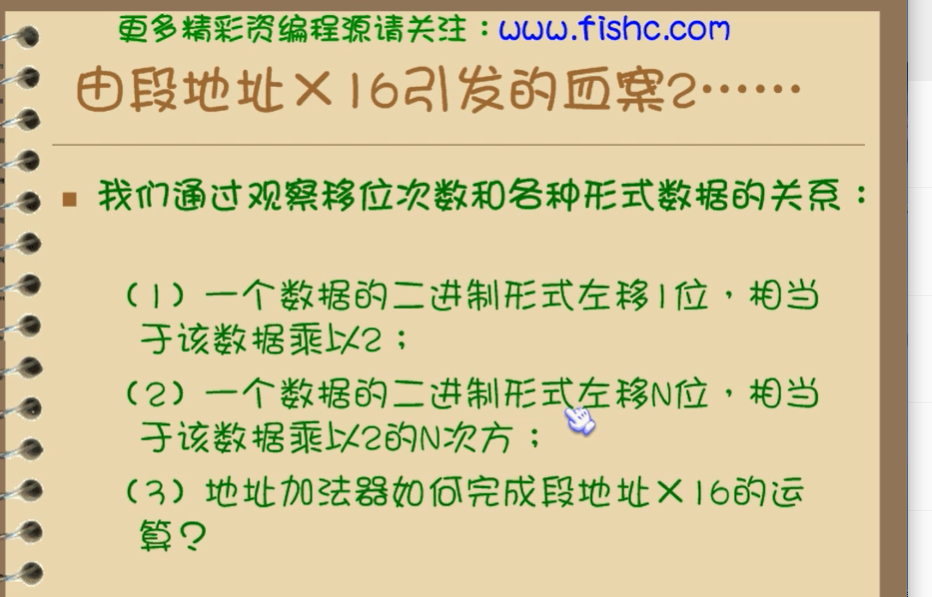 更多精彩资编程源请关注：www.fishc.com
由段地址×16引发的血案2……
我们通过观察移位次数和各种形式数据的关系：
（1）一个数据的二进制形式左移1位，相当
于该数据乘以2；
（2）一个数据的二进制形式左移N位，相当
于该数据乘以2的N次方；
（3）地址加法器如何完成段地址×16的运
算？